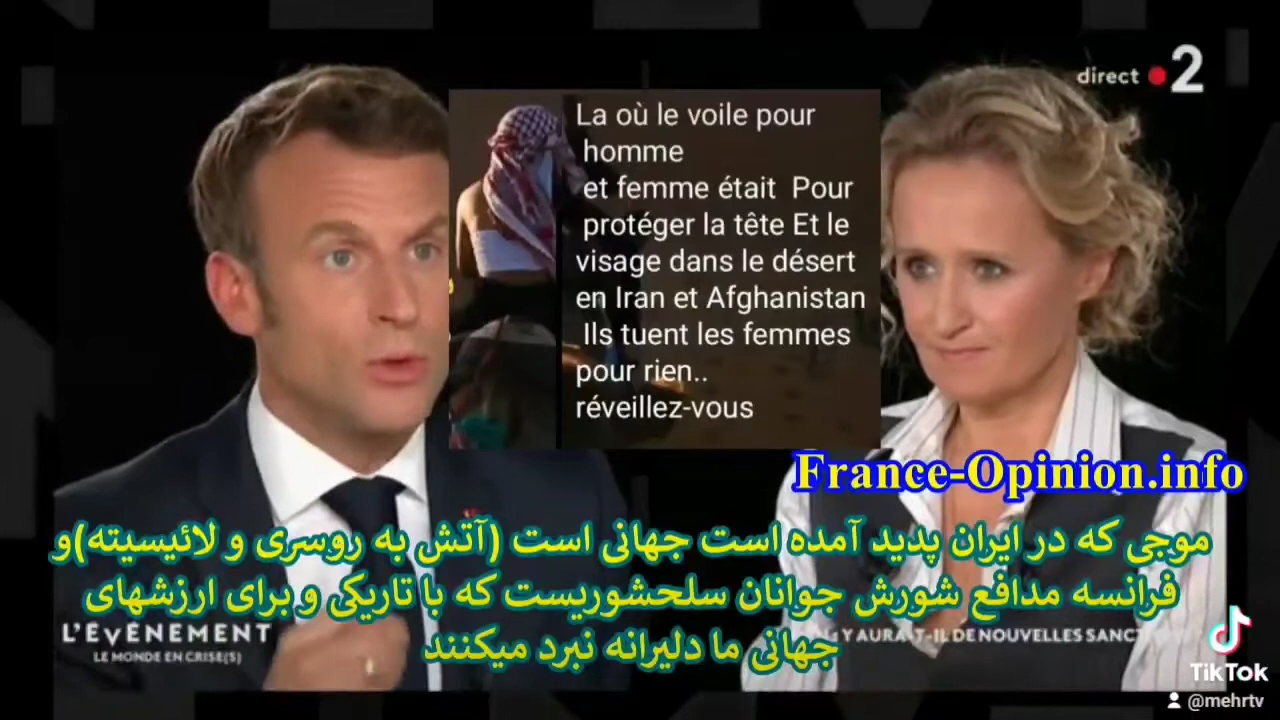 direct 2
La où le voile pour
homme
et femme était Pour
protéger la tête Et le
visage dans le désert
en Iran et Afghanistan
Ils tuent les femmes
pour rien..
réveillez-vous
France-Opinion.info
موجی که در ایران پدید آمده است جهانی است (آتش به روسری و لائیسیته)و
فرانسه مدافع شورش جوانان سلحشوریست که با تاریکی و برای ارزشهای
جهانی ما دلیرانه نبرد میکنند
L'ÉVÉNEMENT
LE MONDE EN CRISE(S)
Y AURA-T-IL DE NOUVELLES
TikTok
@mehrtv